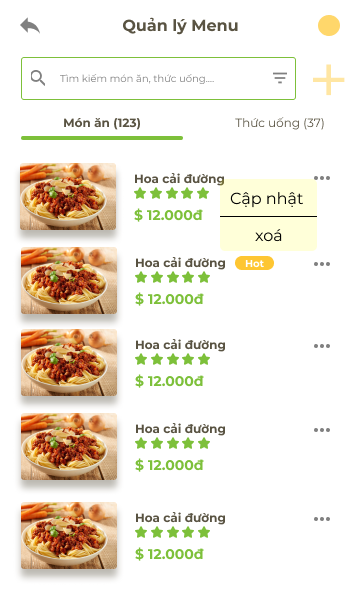 Quản lý Menu
Tìm kiếm món ăn, thức uống....
Món ăn (123)
Thức uống (37)
Hoa cải đường
$ 12.000đ
Cập nhật
xoá
Hoa cải đường
Hot
$ 12.000đ
Hoa cải đường
$ 12.000đ
Hoa cải đường
$ 12.000đ
Hoa cải đường
$ 12.000đ